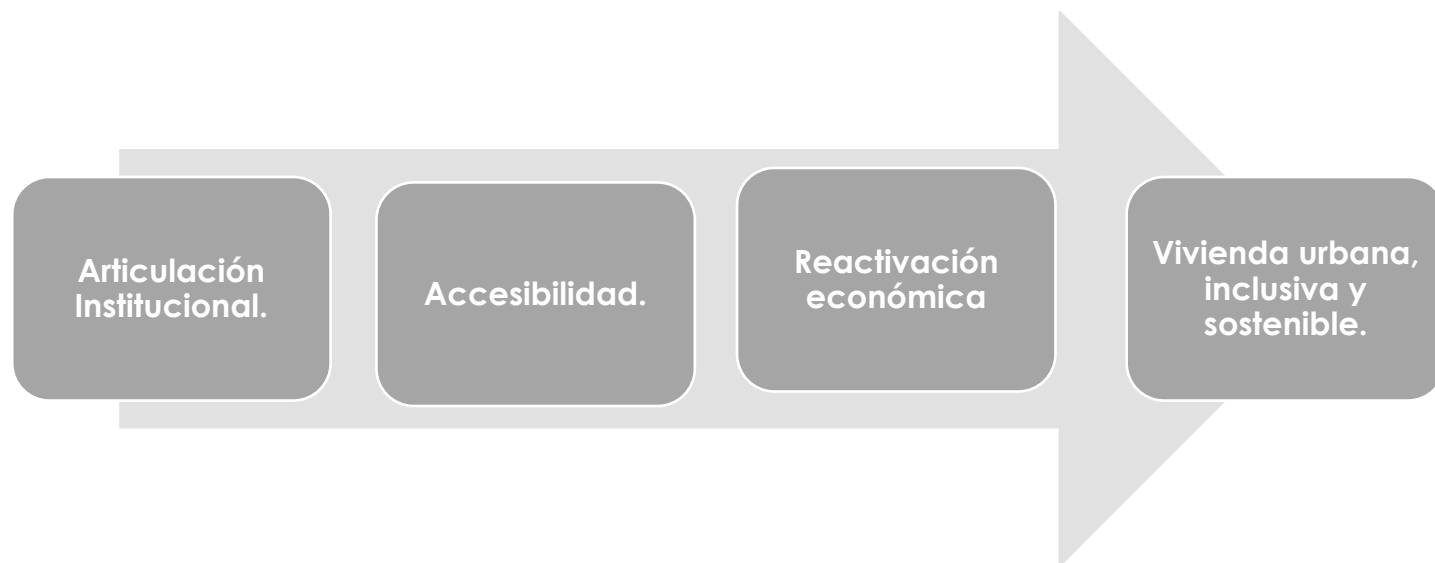 Articulación
Institucional.
Accesibilidad.
Reactivación
económica
Vivienda urbana,
inclusiva y
sostenible.